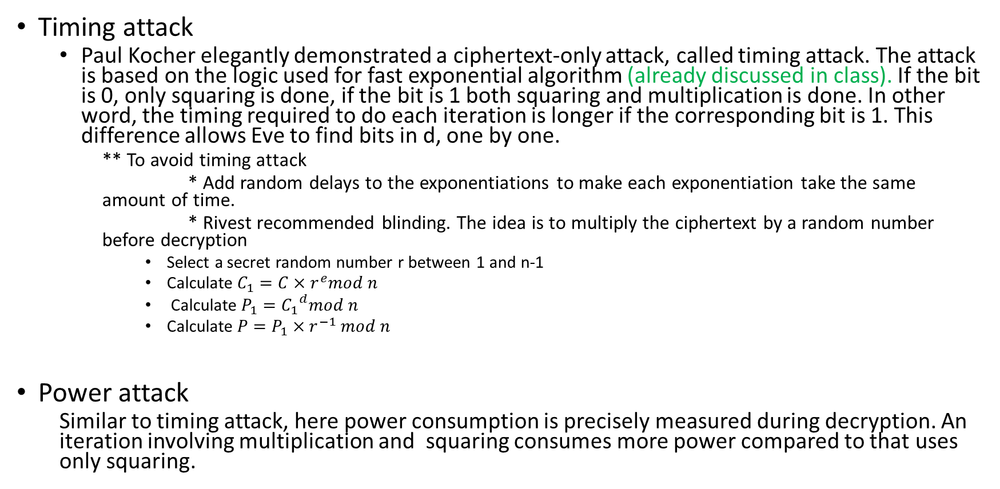 • Timing attack
• Paul Kocher elegantly demonstrated a ciphertext-only attack, called timing attack. The attack
is based on the logic used for fast exponential algorithm (already discussed in class). If the bit
is 0, only squaring is done, if the bit is 1 both squaring and multiplication is done. In other
word, the timing required to do each iteration is longer if the corresponding bit is 1. This
difference allows Eve to find bits in d, one by one.
** To avoid timing attack
* Add random delays to the exponentiations to make each exponentiation take the same
amount of time.
* Rivest recommended blinding. The idea is to multiply the ciphertext by a random number
before decryption
• Select a secret random number r between 1 and n-1
• Calculate C₁ = C × rᵉmod n
• Calculate P₁ = C₁ᵈmod n
• Calculate P = P₁ × r⁻¹ mod n
• Power attack
Similar to timing attack, here power consumption is precisely measured during decryption. An
iteration involving multiplication and squaring consumes more power compared to that uses
only squaring.